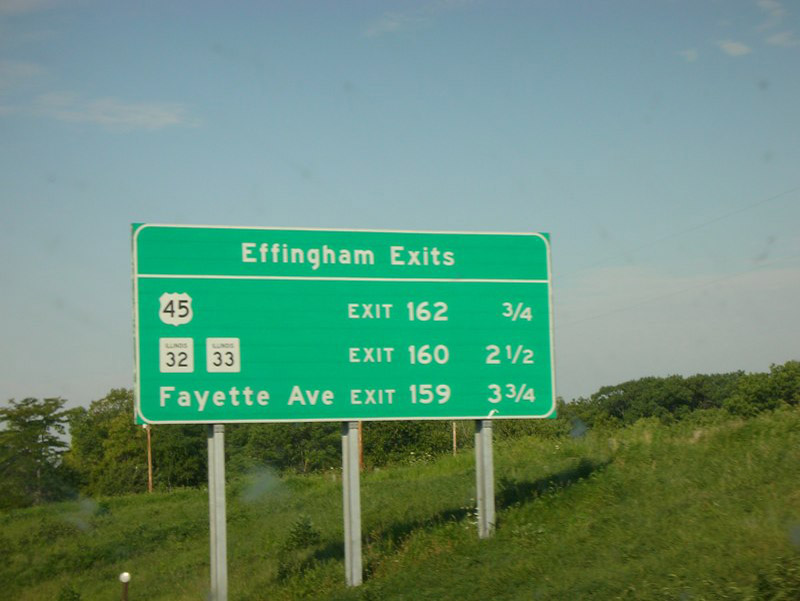 Effingham Exits
45 EXIT 162 3/4
ILLINOIS 32 ILLINOIS 33 EXIT 160 2 1/2
Fayette Ave EXIT 159 3 3/4